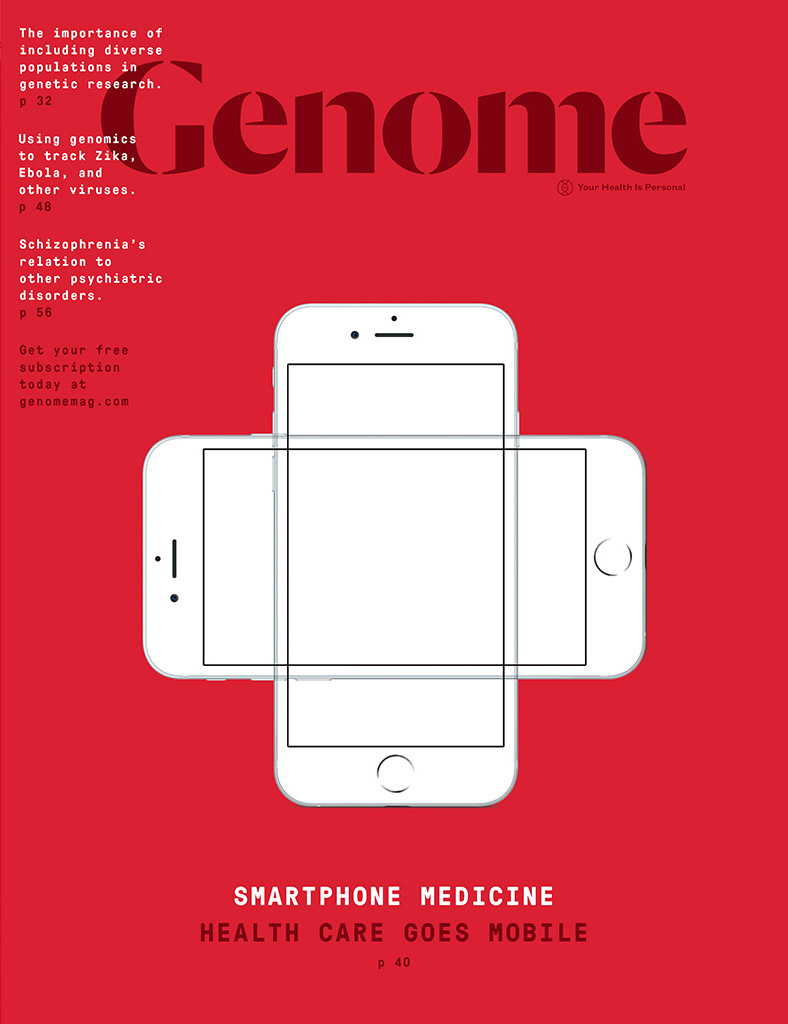 The importance of
including diverse
populations in
genetic research.
p 32
Genome
Your Health Is Personal
Using genomics
to track Zika,
Ebola, and
other viruses.
p 48
Schizophrenia's
relation to
other psychiatric
disorders.
p 56
Get your free
subscription
today at
genomemag.com
SMARTPHONE MEDICINE
HEALTH CARE GOES MOBILE
p 40